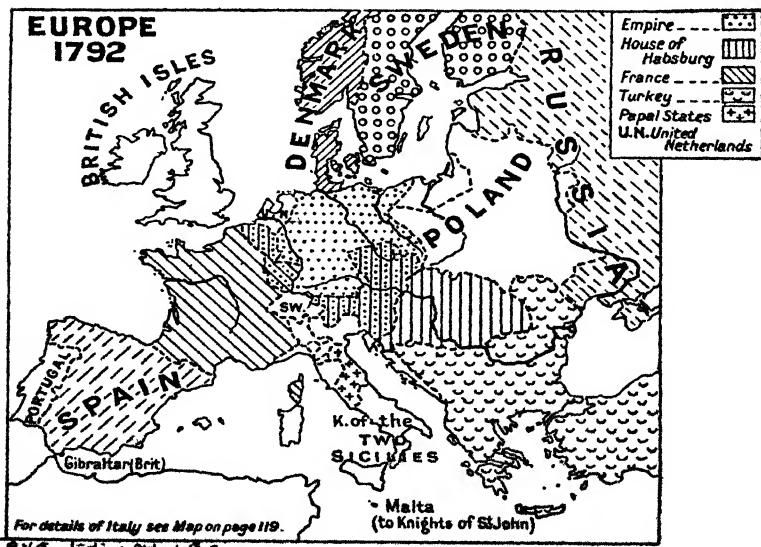 EUROPE
1792
BRITISH ISLES
DENMARK
SWEDEN
RUSSIA
POLAND
Empire
House of
Habsburg
France
Turkey
Papal States
U.N. United
Netherlands
SW.
PORTUGAL
SPAIN
Gibraltar (Brit)
K. of the
TWO
SICILIES
Malta
(to Knights of St John)
For details of Italy see Map on page 119.